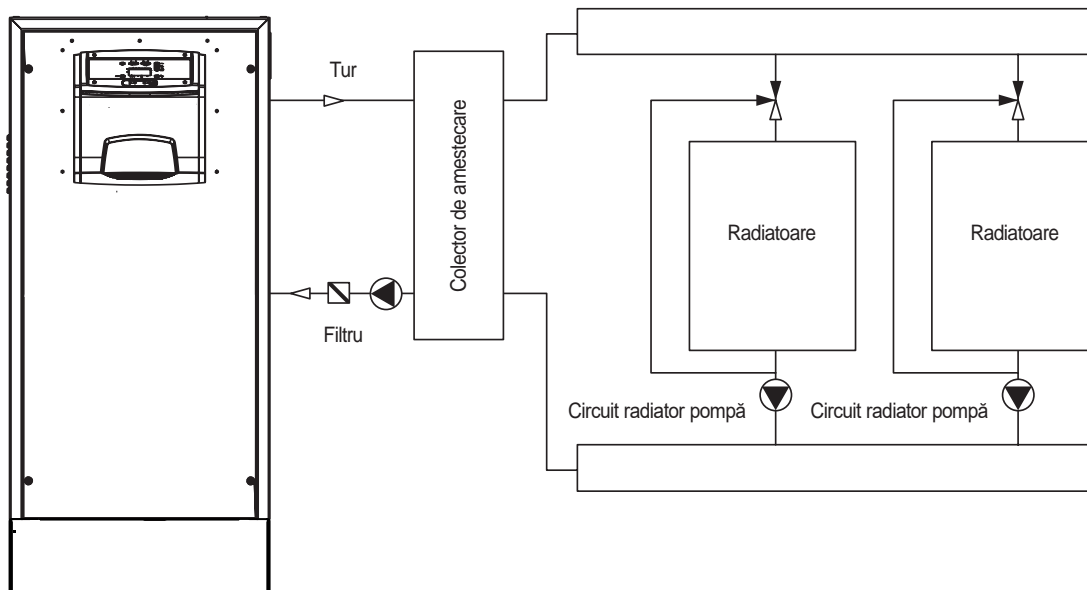 Tur
Colector de amestecare
Radiatoare
Radiatoare
Filtru
Circuit radiator pompă
Circuit radiator pompă